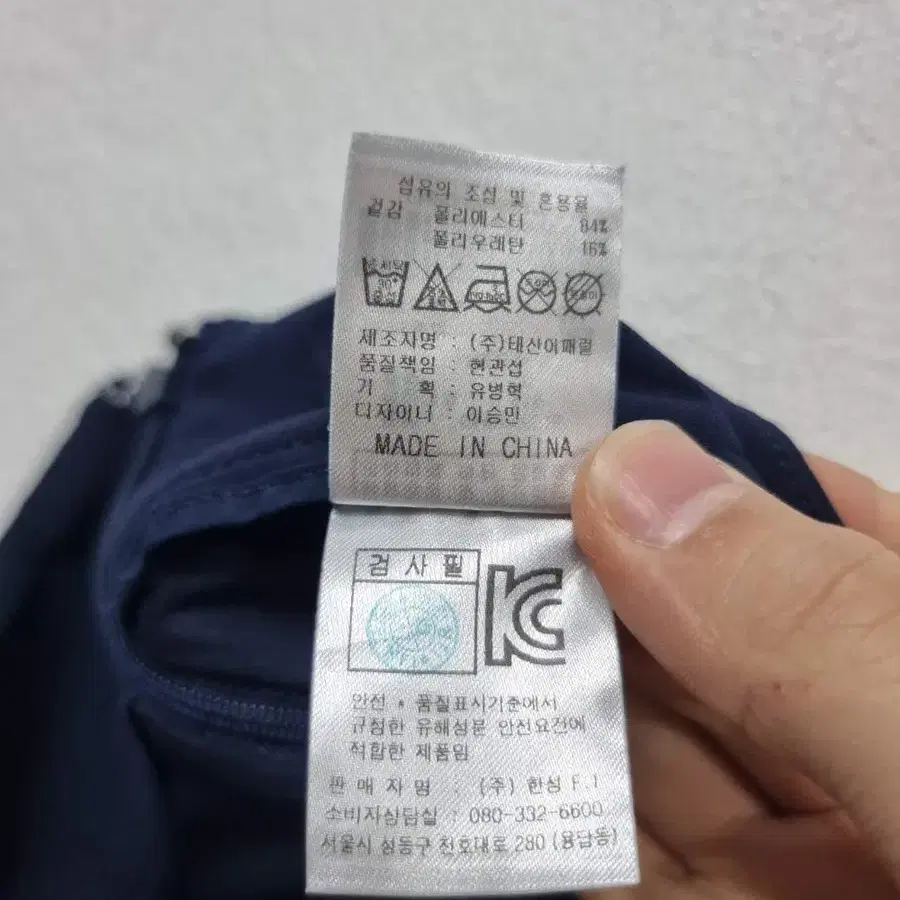 섬유의 조성 및 혼용율
겉감 폴리에스터 84%
폴리우레탄 16%
제조자명 : (주)태산어패럴
품질책임 : 현관섭
기 획 : 유병혁
디자이너 : 이승민
MADE IN CHINA
검사필
KC
안전 * 품질표시기준에서
규정한 유해성분 안전요건에
적합한 제품임
판매자명 : (주) 한성 F.I
소비자상담실 : 080-332-6600
서울시 성동구 천호대로 280 (용답동)